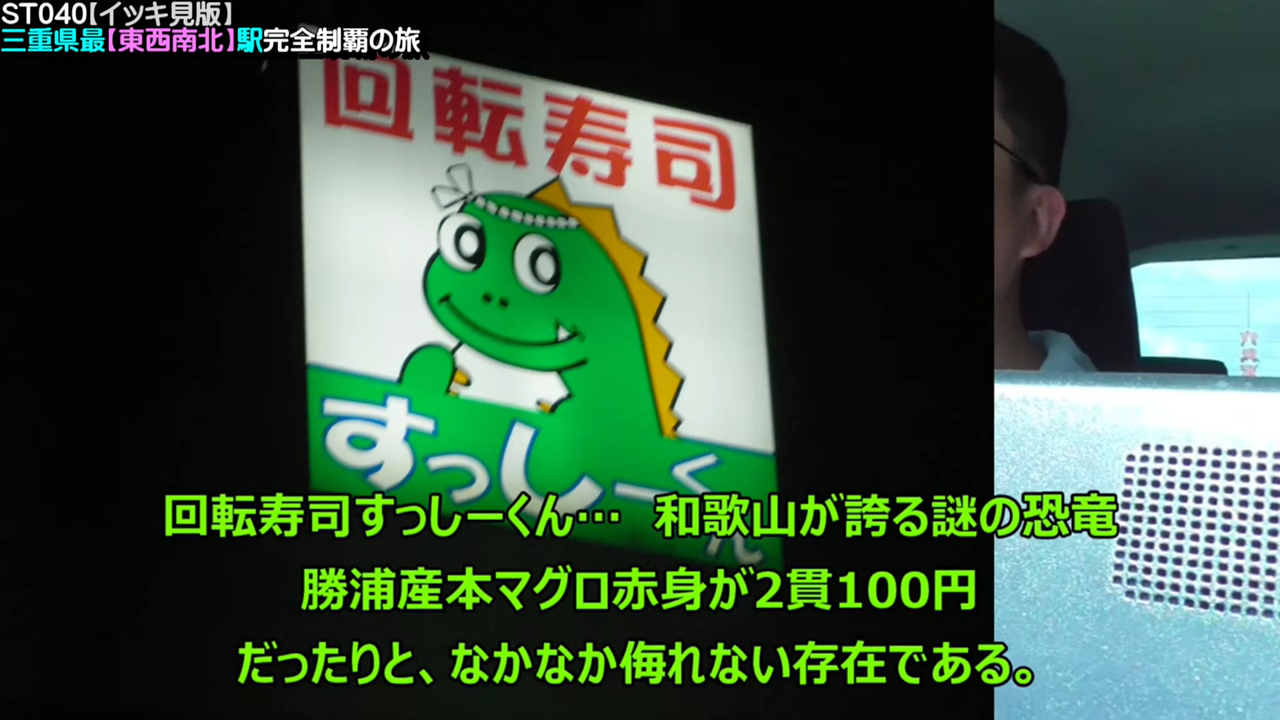 ST040【イッキ見版】
三重県最【東西南北】駅完全制覇の旅
回転寿司
すっしーくん
回転寿司すっしーくん… 和歌山が誇る謎の恐竜
勝浦産本マグロ赤身が2貫100円
だったりと、なかなか侮れない存在である。